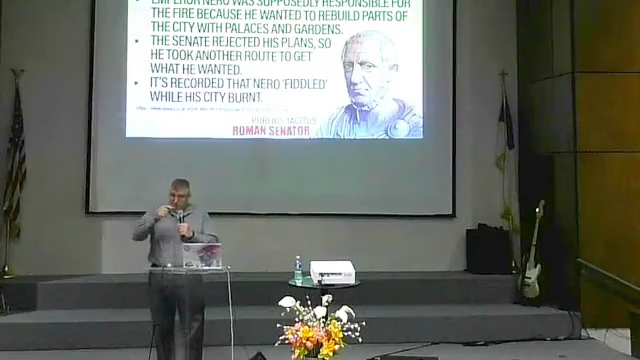 EMPEROR NERO WAS SUPPOSEDLY RESPONSIBLE FOR
THE FIRE BECAUSE HE WANTED TO REBUILD PARTS OF
THE CITY WITH PALACES AND GARDENS.
• THE SENATE REJECTED HIS PLANS, SO
HE TOOK ANOTHER ROUTE TO GET
WHAT HE WANTED.
• IT'S RECORDED THAT NERO 'FIDDLED'
WHILE HIS CITY BURNT.
TACITUS
ROMAN SENATOR